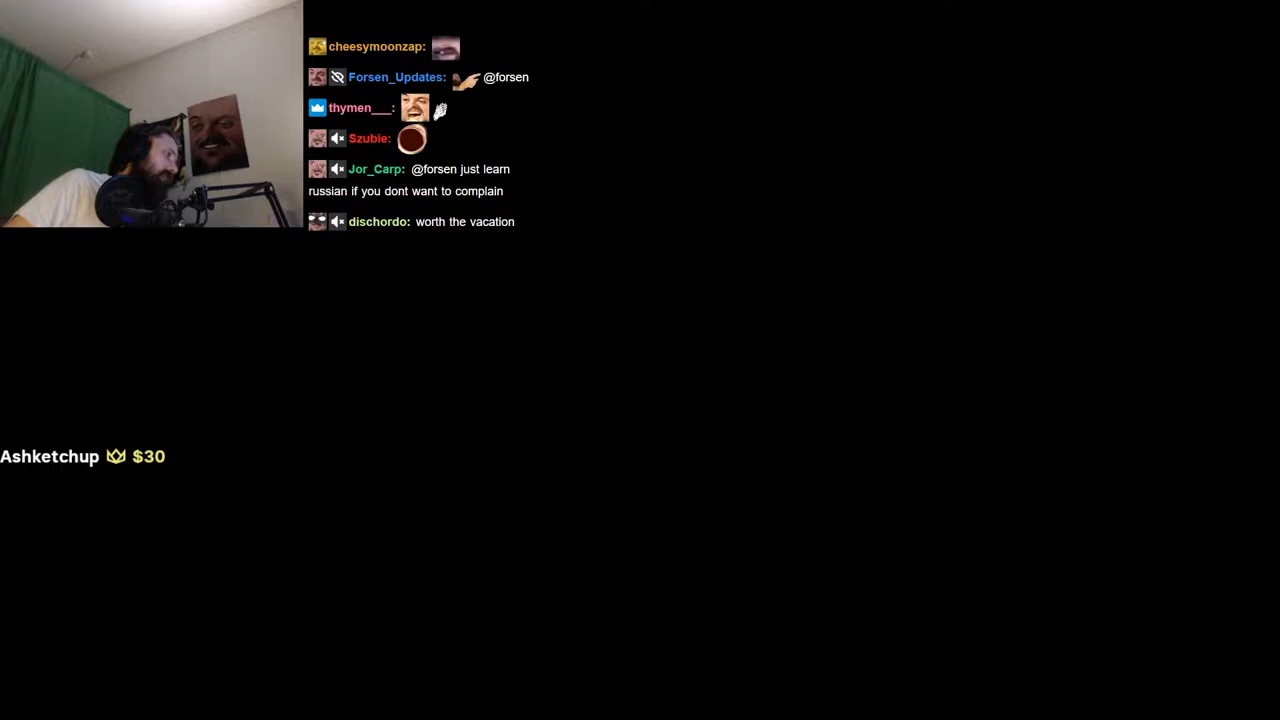 cheesymoonzap:
Forsen_Updates: @forsen
thymen___:
Szubie:
Jor_Carp: @forsen just learn
russian if you dont want to complain
dischordo: worth the vacation
Ashketchup $30